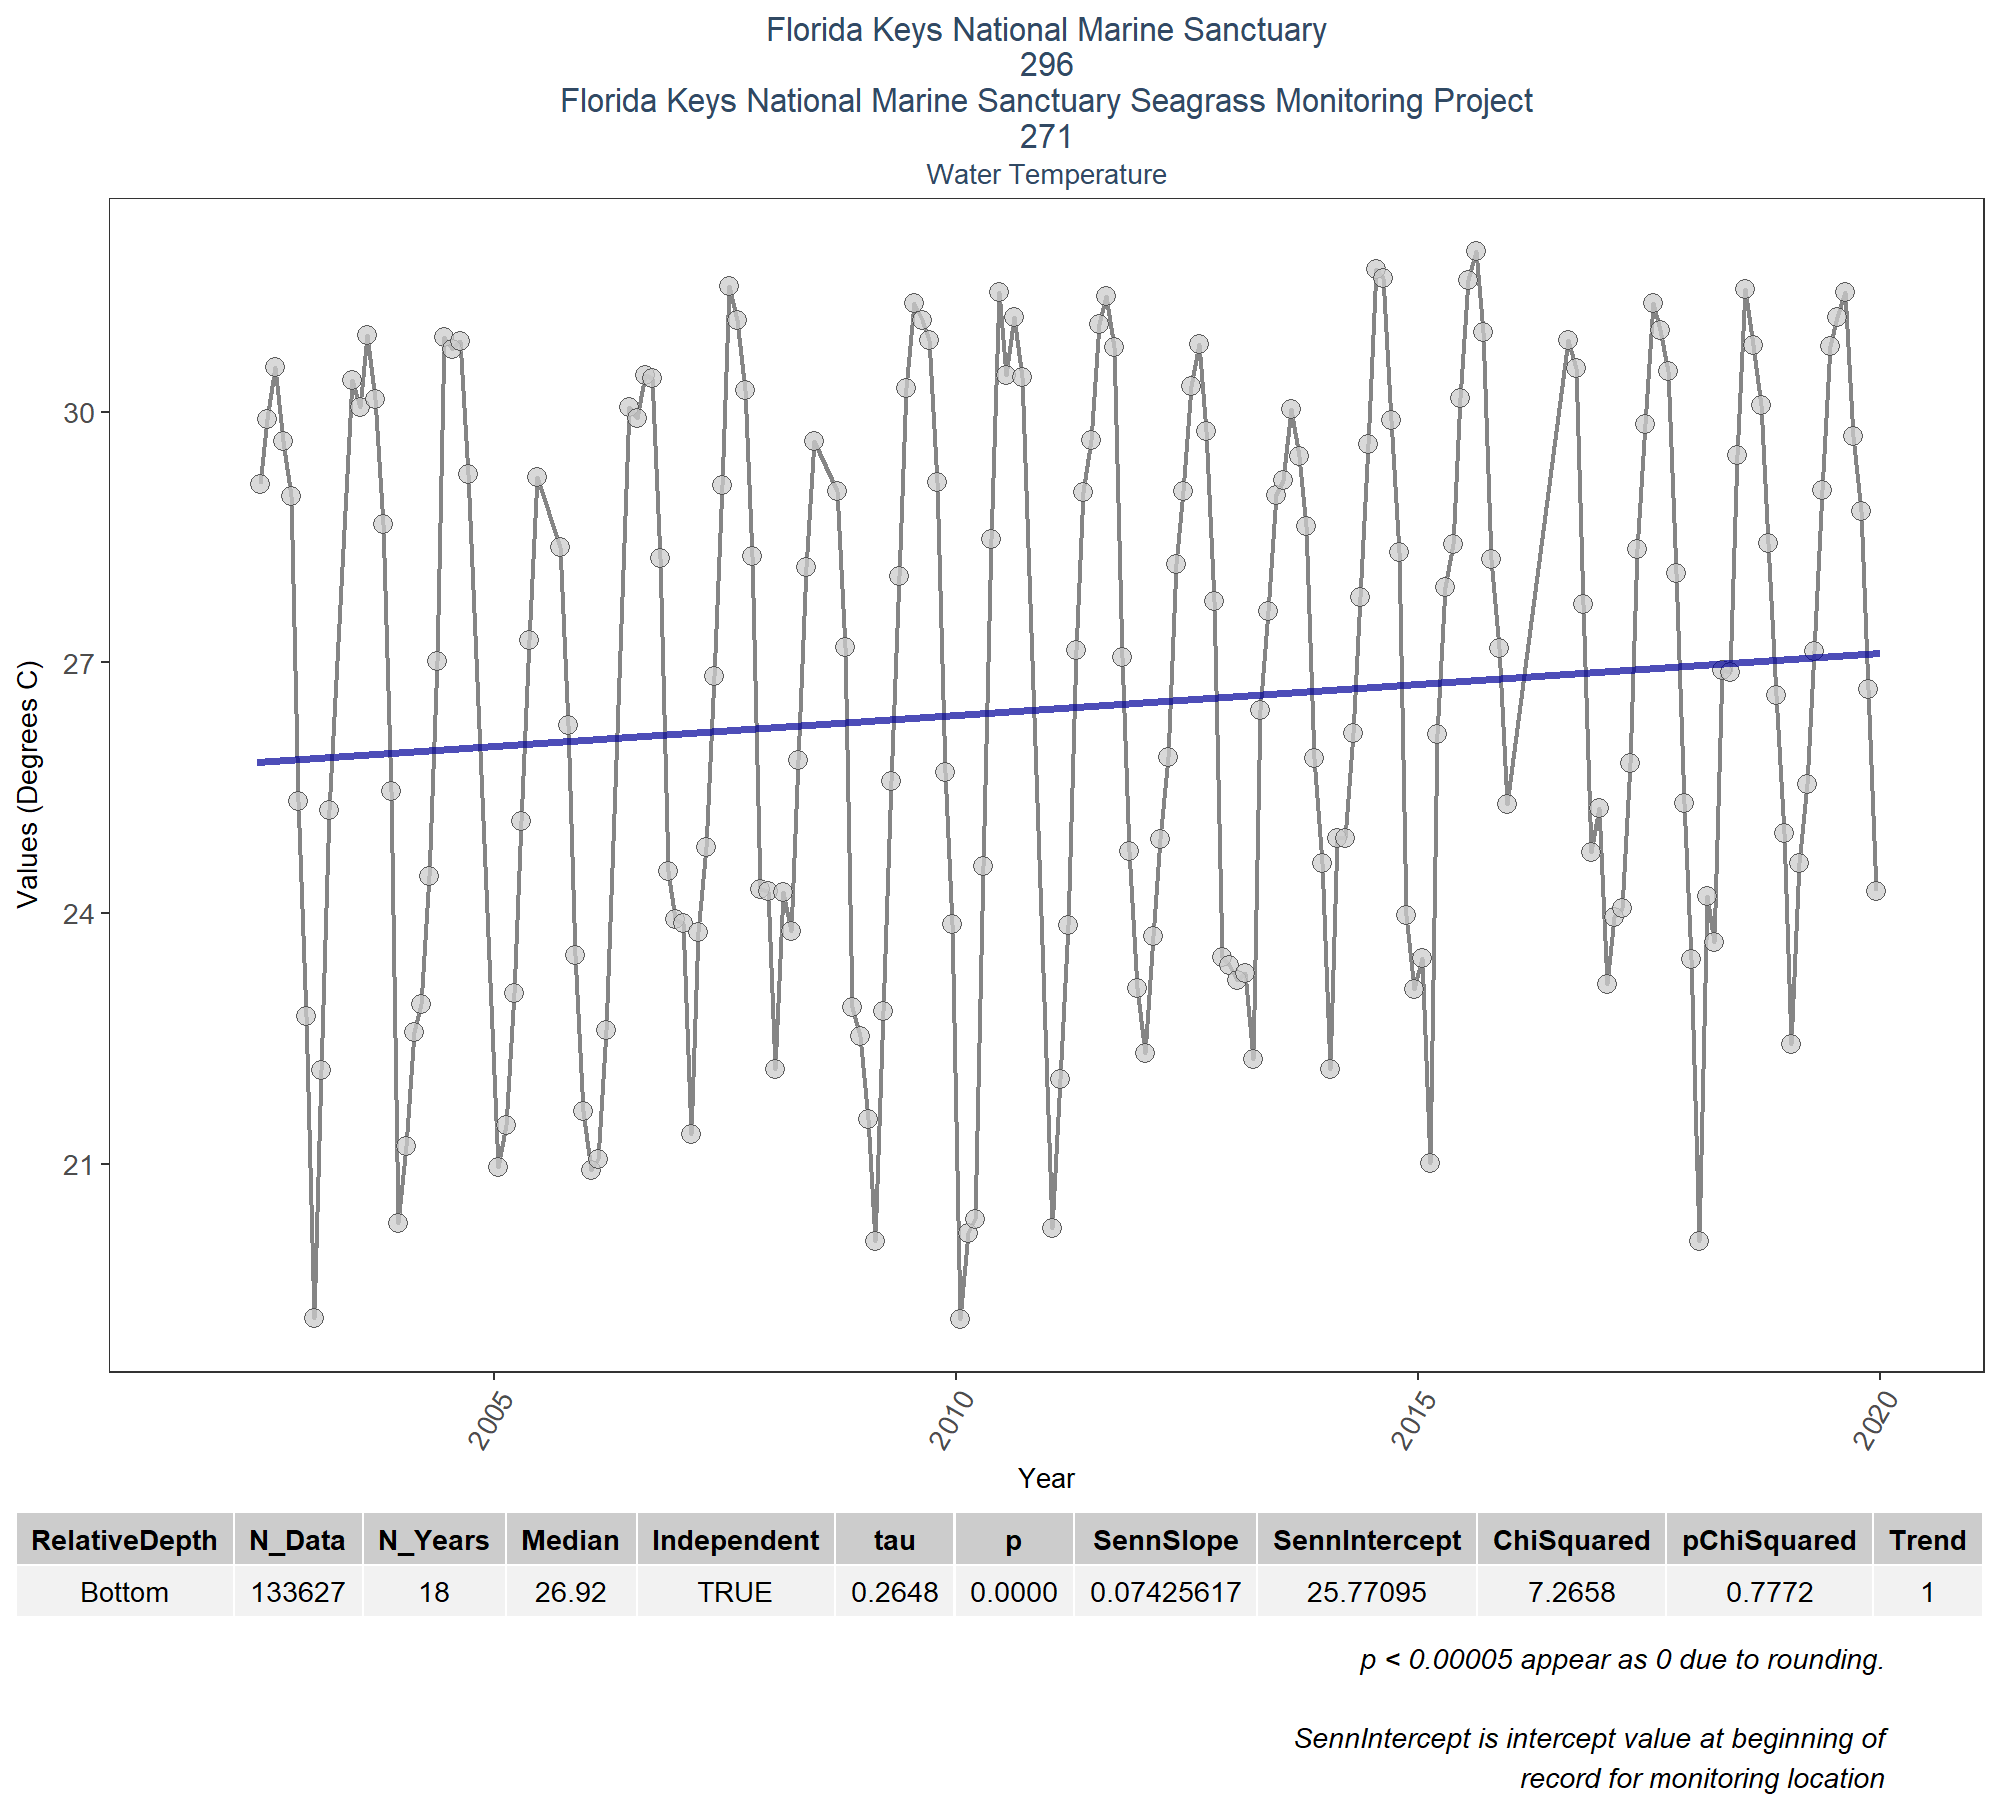 Florida Keys National Marine Sanctuary
296
Florida Keys National Marine Sanctuary Seagrass Monitoring Project
271
Water Temperature
30
27
24
21
Values (Degrees C)
2005 2010 2015 2020
Year
RelativeDepth N_Data N_Years Median Independent tau p SennSlope SennIntercept ChiSquared pChiSquared Trend
Bottom 133627 18 26.92 TRUE 0.2648 0.0000 0.07425617 25.77095 7.2658 0.7772 1
p < 0.00005 appear as 0 due to rounding.
SennIntercept is intercept value at beginning of
record for monitoring location